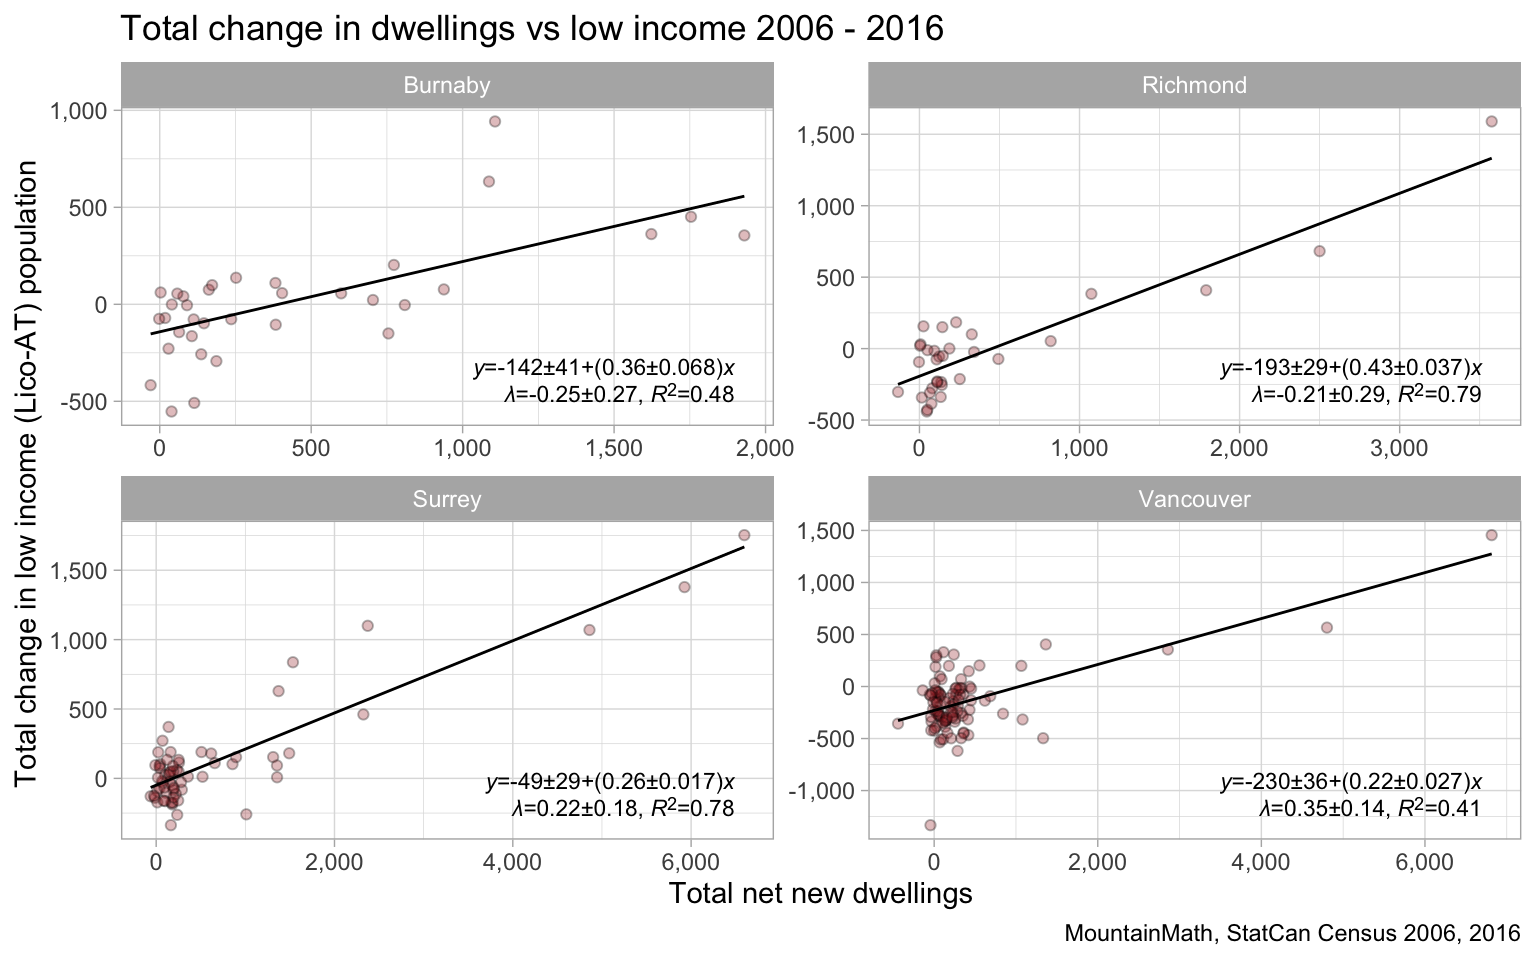 Total change in dwellings vs low income 2006 - 2016
Total change in low income (Lico-AT) population
Burnaby
1,000
500
0
-500
y=-142±41+(0.36±0.068)x
λ=-0.25±0.27, R²=0.48
0 500 1,000 1,500 2,000
Richmond
1,500
1,000
500
0
-500
y=-193±29+(0.43±0.037)x
λ=-0.21±0.29, R²=0.79
0 1,000 2,000 3,000
Surrey
1,500
1,000
500
0
y=-49±29+(0.26±0.017)x
λ=0.22±0.18, R²=0.78
0 2,000 4,000 6,000
Vancouver
1,500
1,000
500
0
-500
-1,000
y=-230±36+(0.22±0.027)x
λ=0.35±0.14, R²=0.41
0 2,000 4,000 6,000
Total net new dwellings
MountainMath, StatCan Census 2006, 2016